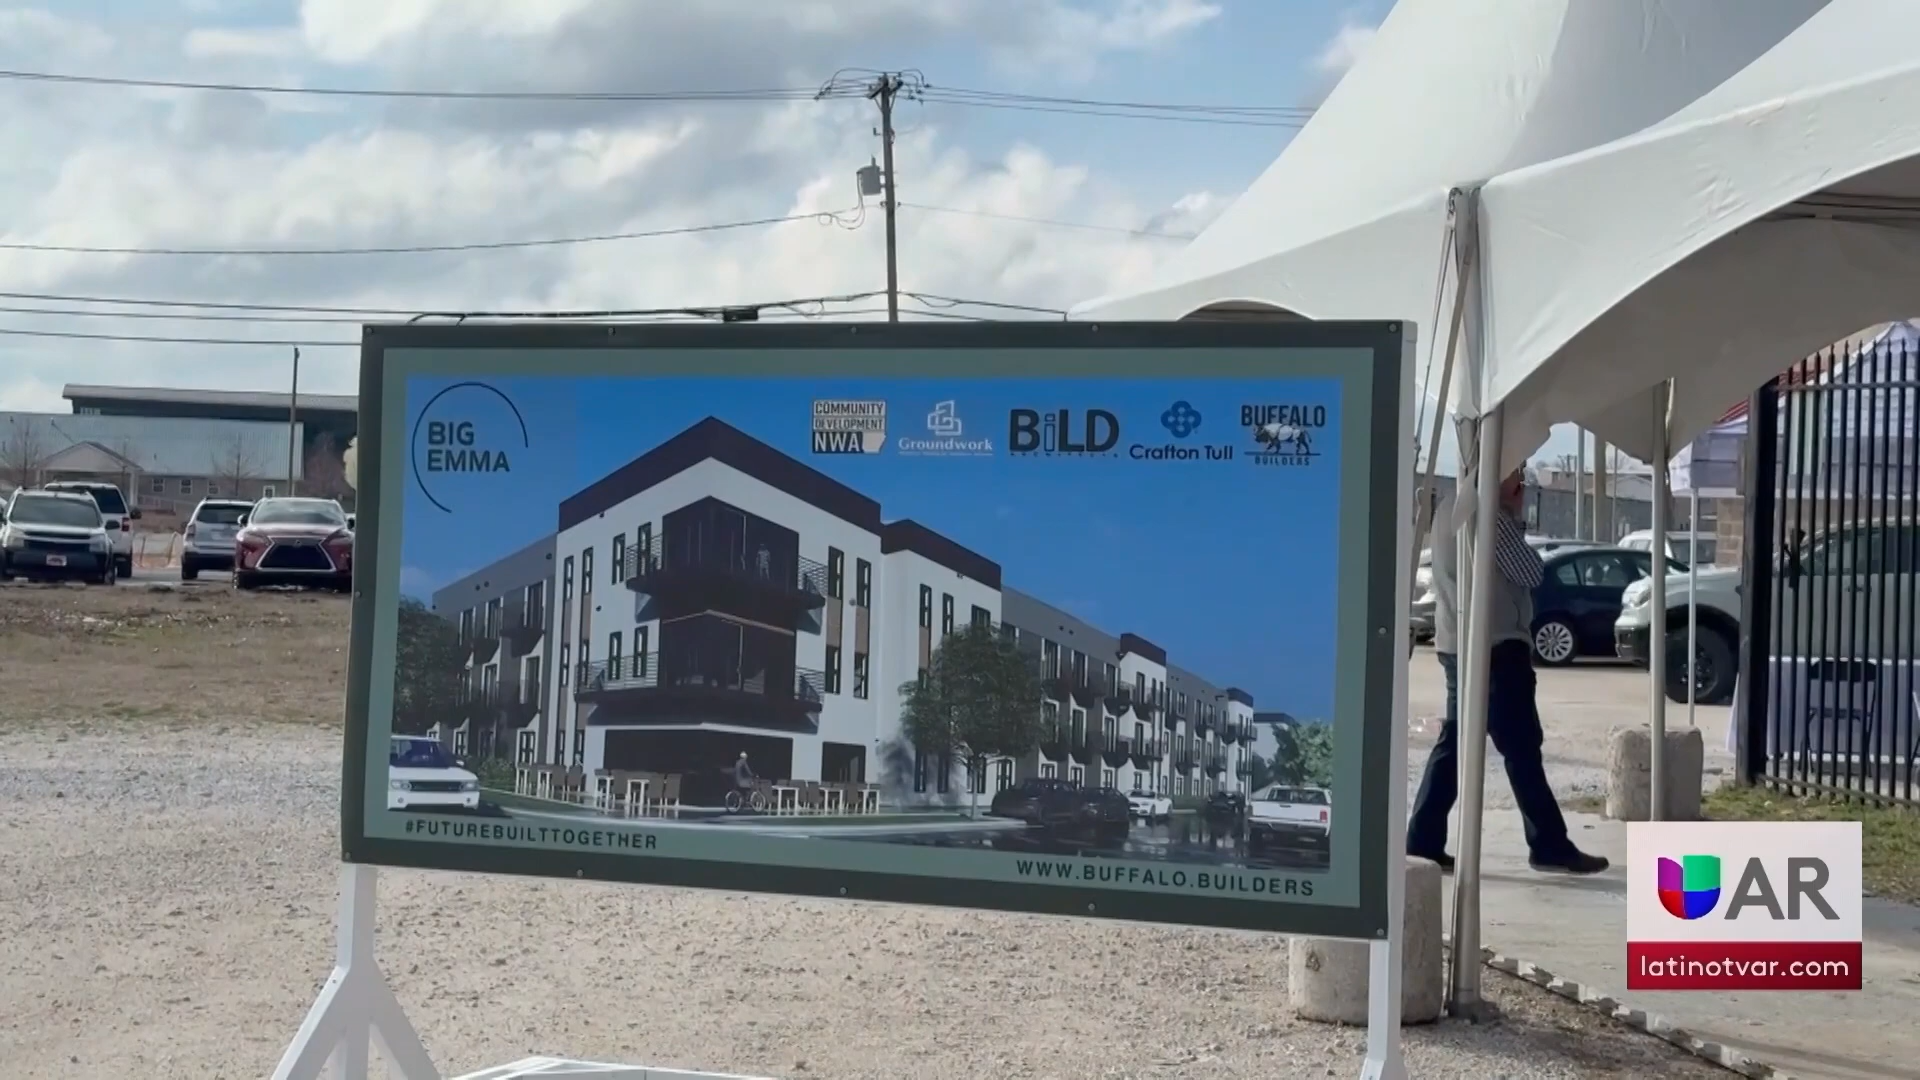 BIG
EMMA
COMMUNITY
DEVELOPMENT
NWA
Groundwork
BiLD
Crafton Tull
BUFFALO
BUILDERS
#FUTUREBUILTTOGETHER
WWW.BUFFALO.BUILDERS
AR
latinotvar.com